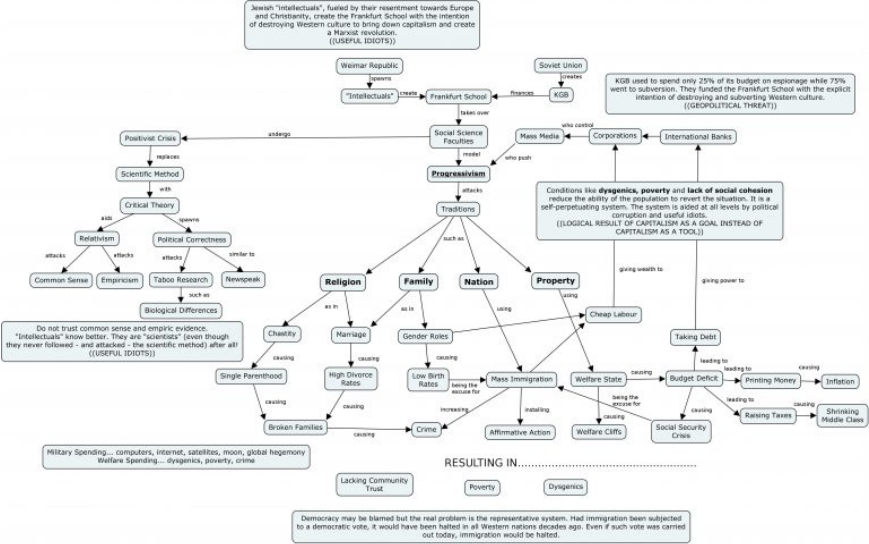 Jewish "intellectuals", fueled by their resentment towards Europe
and Christianity, create the Frankfurt School with the intention
of destroying Western culture to bring down capitalism and create
a Marxist revolution.
((USEFUL IDIOTS))
Weimar Republic
Soviet Union
spawns
creates
"Intellectuals"
create
Frankfurt School
finances
KGB
KGB used to spend only 25% of its budget on espionage while 75%
went to subversion. They funded the Frankfurt School with the explicit
intention of destroying and subverting Western culture.
((GEOPOLITICAL THREAT))
takes over
Positivist Crisis
undergo
Social Science
Faculties
Mass Media
who control
Corporations
International Banks
replaces
model
who push
Scientific Method
Progressivism
with
attacks
Critical Theory
Traditions
Conditions like dysgenics, poverty and lack of social cohesion
reduce the ability of the population to revert the situation. It is a
self-perpetuating system. The system is aided at all levels by political
corruption and useful idiots.
((LOGICAL RESULT OF CAPITALISM AS A GOAL INSTEAD OF
CAPITALISM AS A TOOL))
aids
spawns
Relativism
Political Correctness
such as
attacks
attacks
attacks
similar to
giving wealth to
giving power to
Common Sense
Empiricism
Taboo Research
Newspeak
Religion
Family
Nation
Property
such as
using
using
Biological Differences
as in
as in
Cheap Labour
Do not trust common sense and empiric evidence.
"Intellectuals" know better. They are "scientists" (even though
they never followed - and attacked - the scientific method) after all!
((USEFUL IDIOTS))
Chastity
Marriage
Gender Roles
Taking Debt
causing
causing
causing
leading to
Single Parenthood
High Divorce
Rates
Low Birth
Rates
being the
excuse for
Mass Immigration
Welfare State
causing
Budget Deficit
leading to
Printing Money
causing
Inflation
causing
causing
increasing
installing
causing
being the
excuse for
causing
leading to
Raising Taxes
causing
Shrinking
Middle Class
Broken Families
causing
Crime
Affirmative Action
Welfare Cliffs
Social Security
Crisis
Military Spending... computers, internet, satellites, moon, global hegemony
Welfare Spending... dysgenics, poverty, crime
RESULTING IN................................................
Lacking Community
Trust
Poverty
Dysgenics
Democracy may be blamed but the real problem is the representative system. Had immigration been subjected
to a democratic vote, it would have been halted in all Western nations decades ago. Even if such vote was carried
out today, immigration would be halted.